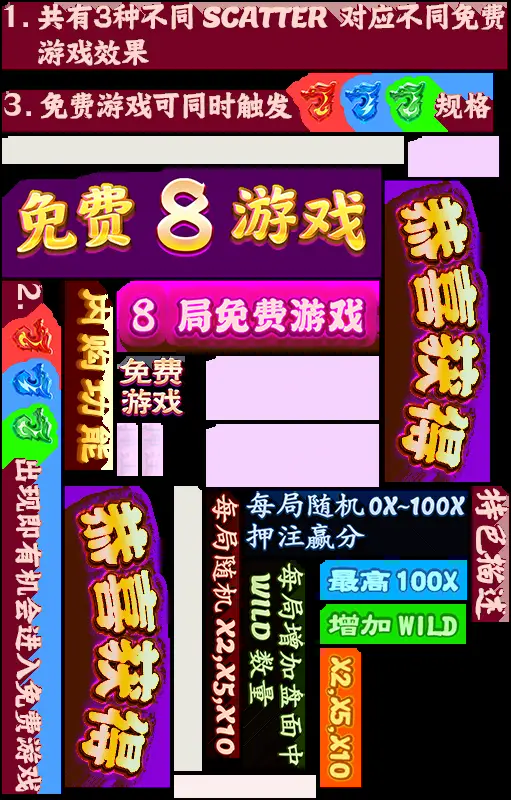 1. 共有3种不同 SCATTER 对应不同免费
游戏效果
3. 免费游戏可同时触发
规格
免费 8 游戏
恭喜获得
2.
出现即有机会进入免费游戏
内购功能
8 局免费游戏
免费
游戏
恭喜获得
每局随机 X2,X5,X10
每局随机 0X~100X
押注赢分
每局增加盘面中
WILD 数量
最高 100X
增加 WILD
X2,X5,X10